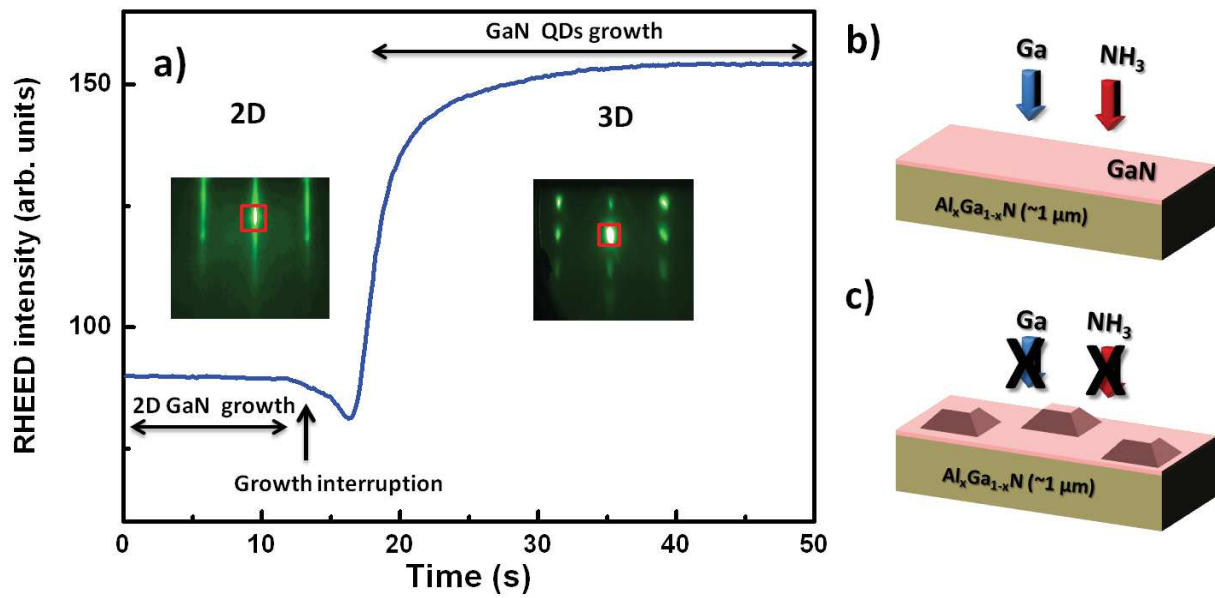 a)
GaN QDs growth
2D
3D
RHEED intensity (arb. units)
150
100
2D GaN growth
Growth interruption
0
10
20
30
40
50
Time (s)
b)
Ga
NH₃
GaN
AlₓGa₁₋ₓN (~1 μm)
c)
Ga
NH₃
AlₓGa₁₋ₓN (~1 μm)